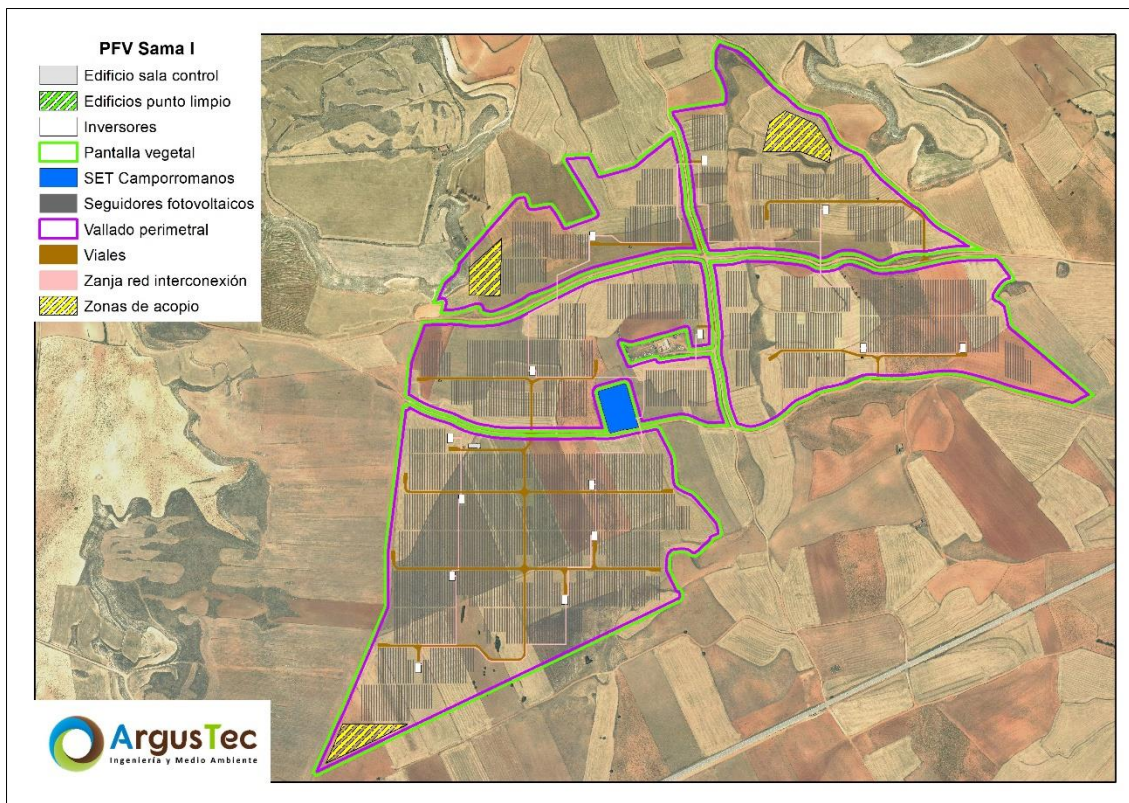 PFV Sama I
Edificio sala control
Edificios punto limpio
Inversores
Pantalla vegetal
SET Camporromanos
Seguidores fotovoltaicos
Vallado perimetral
Viales
Zanja red interconexión
Zonas de acopio
ArgusTec
Ingeniería y Medio Ambiente